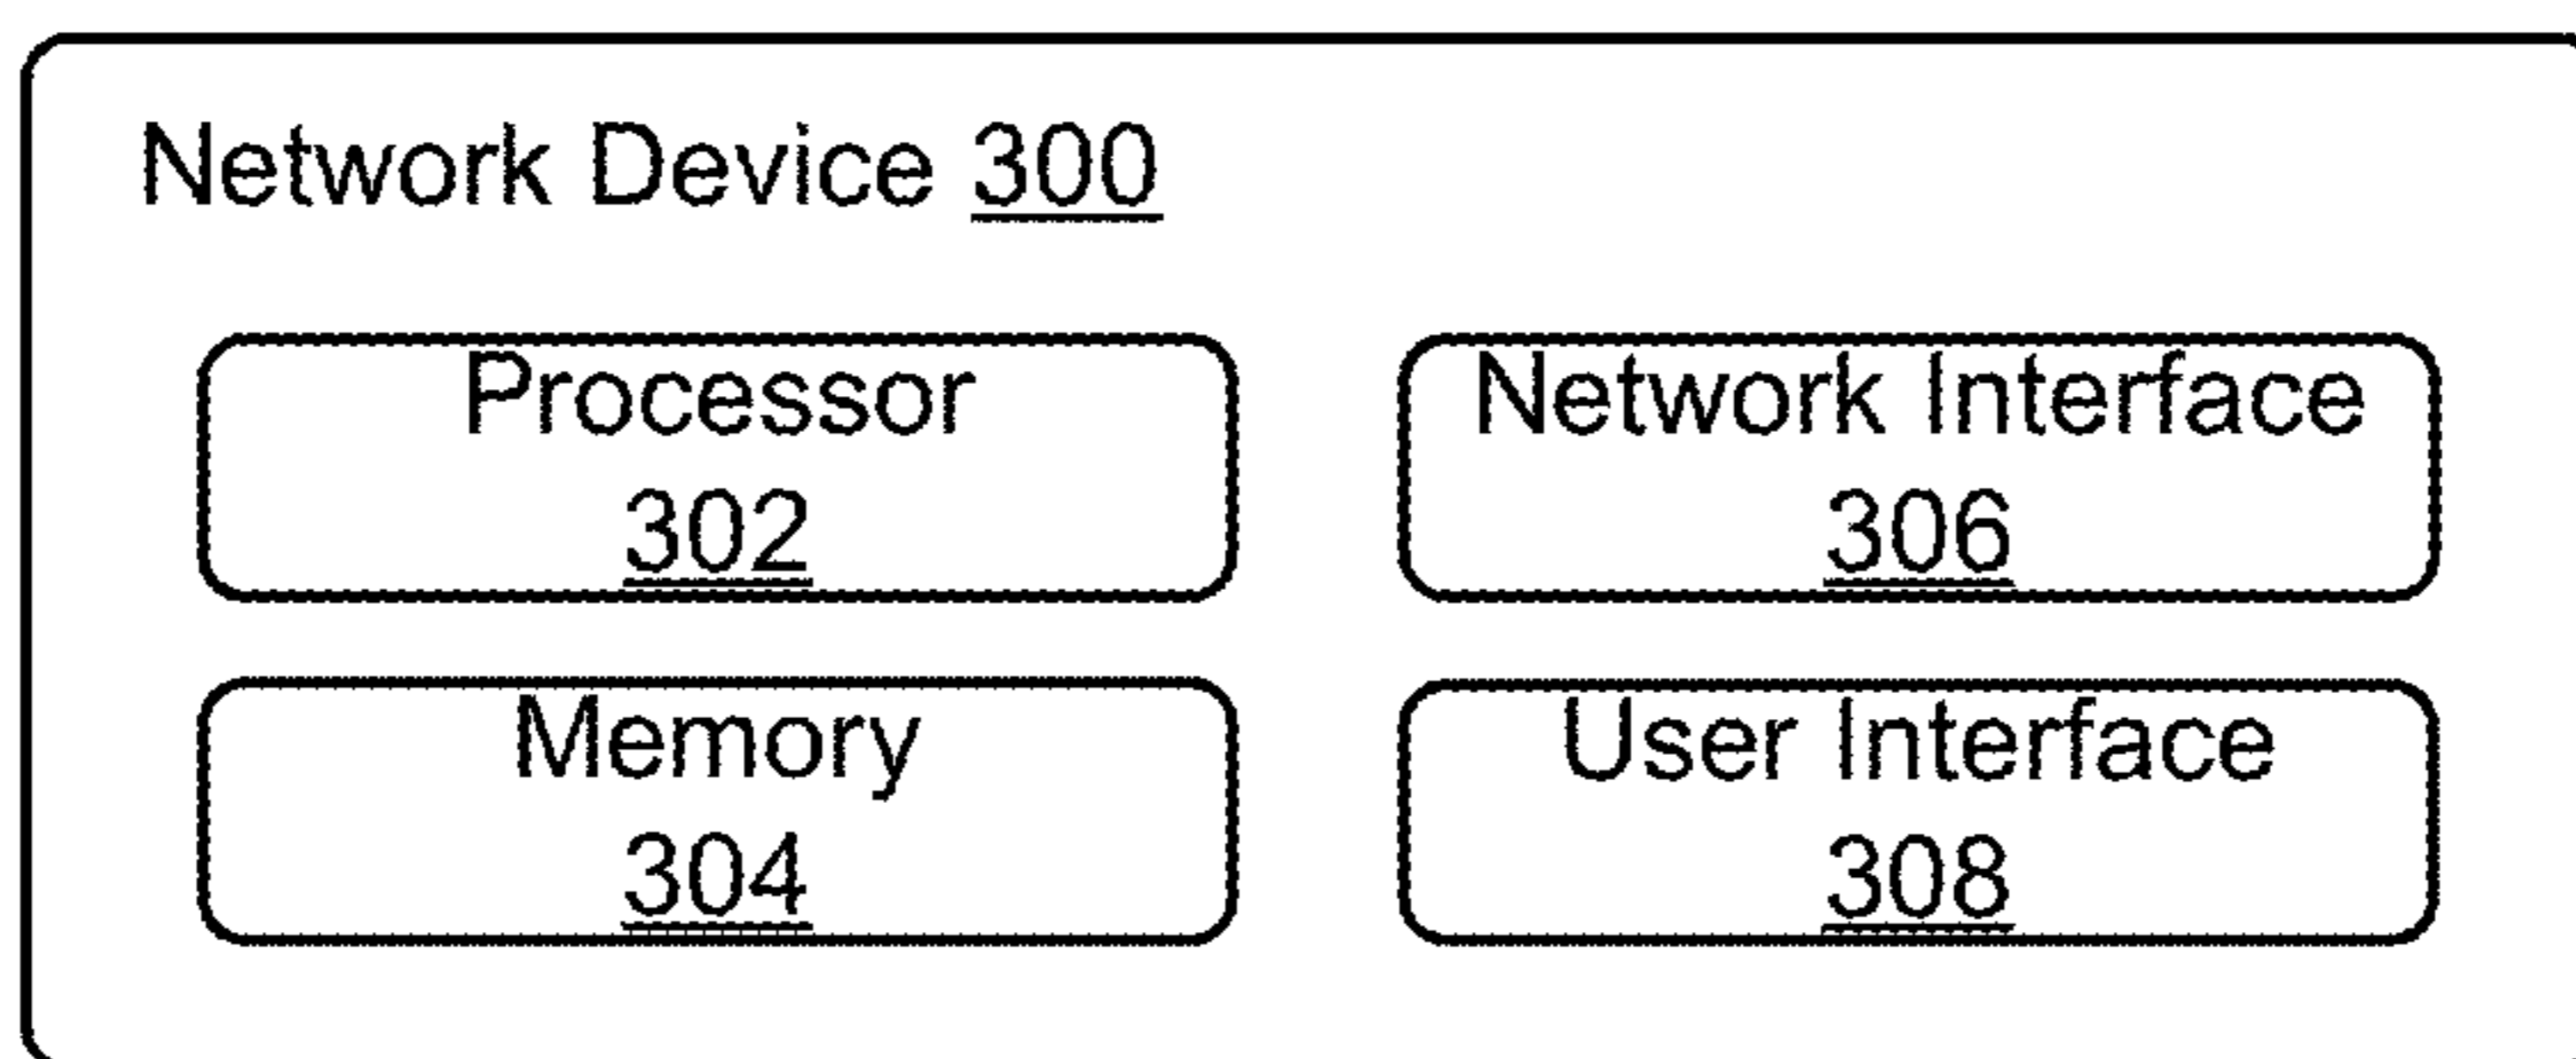 Network Device 300
Processor
302
Network Interface
306
Memory
304
User Interface
308